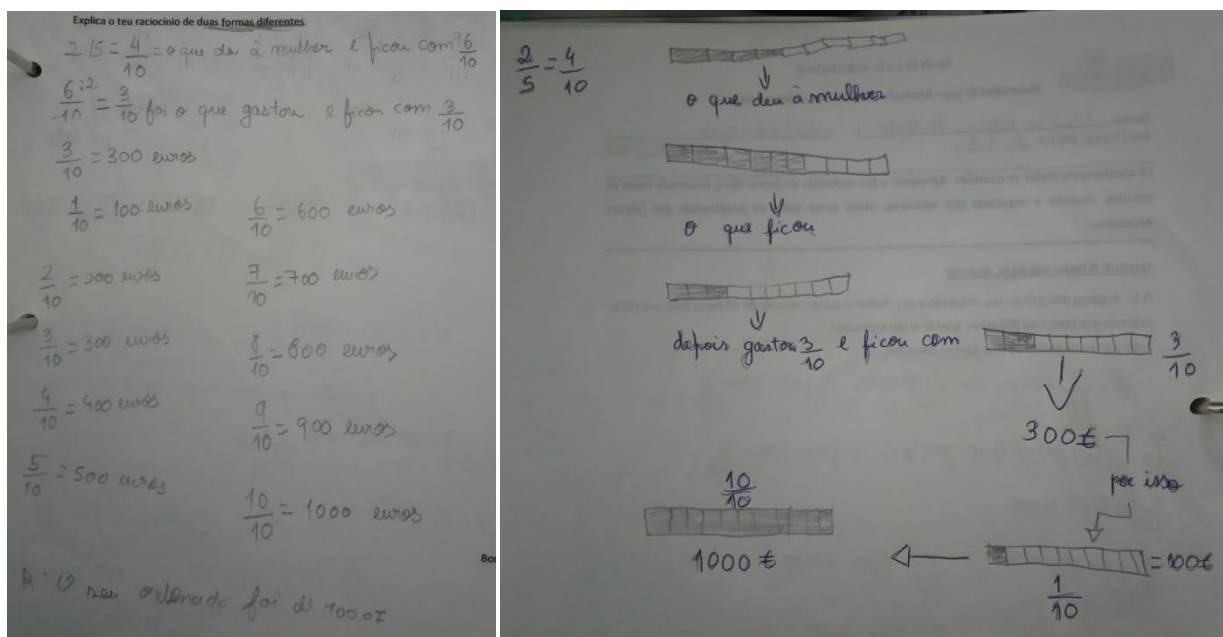 Explica o teu raciocínio de duas formas diferentes.
2/5 = 4/10 = o que deu à mulher e ficou com 6/10
6/10 :2 = 3/10 foi o que gastou e ficou com 3/10
3/10 = 300 euros
1/10 = 100 euros 6/10 = 600 euros
2/10 = 200 euros 7/10 = 700 euros
3/10 = 300 euros 8/10 = 800 euros
4/10 = 400 euros 9/10 = 900 euros
5/10 = 500 euros 10/10 = 1000 euros
R: O seu ordenado foi de 1000€
2/5 = 4/10
o que deu à mulher
o que ficou
depois gastou 3/10 e ficou com 3/10
300€
por isso
10/10
1000€
= 100€
1/10